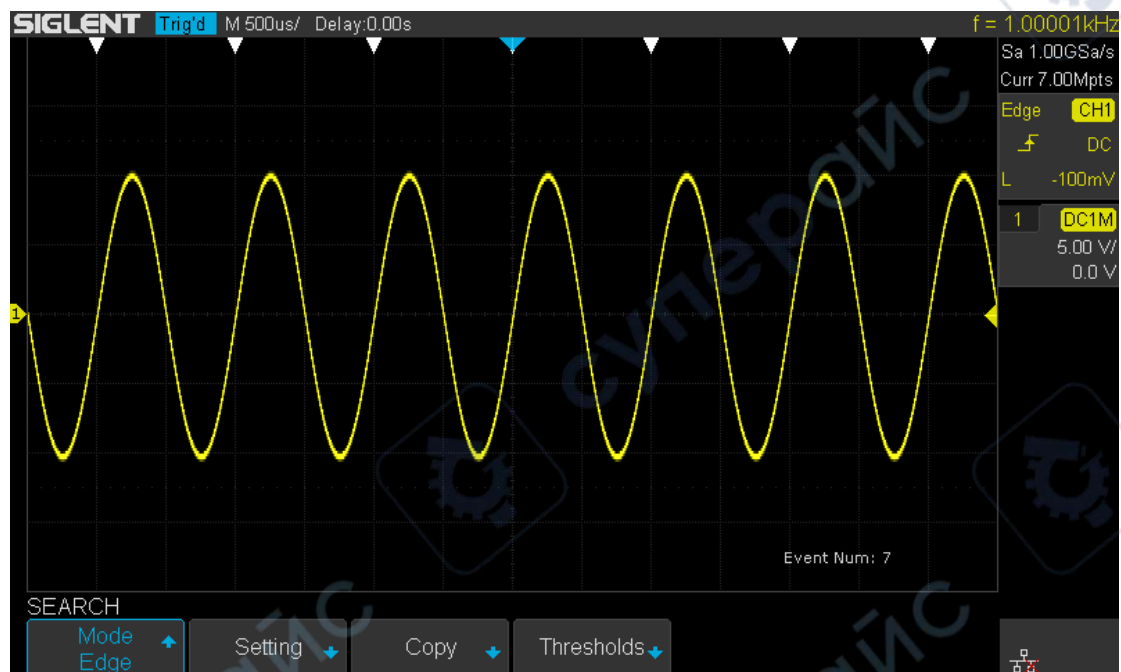 SIGLENT Trig'd M 500us/ Delay:0.00s f = 1.00001kHz
Sa 1.00GSa/s
Curr 7.00Mpts
Edge CH1
DC
L -100mV
1 DC1M
5.00 V/
0.0 V
1
Event Num: 7
SEARCH
Mode
Edge
Setting
Copy
Thresholds
суперайс